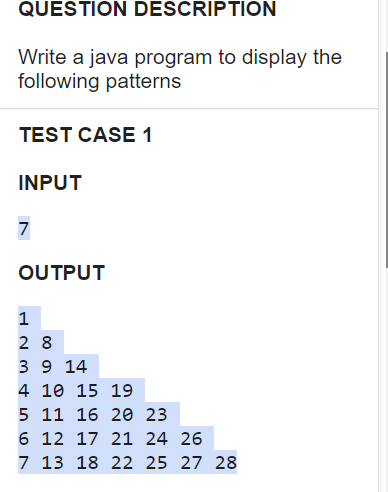 QUESTION DESCRIPTION
Write a java program to display the
following patterns
TEST CASE 1
INPUT
7
OUTPUT
1
2 8
3 9 14
4 10 15 19
5 11 16 20 23
6 12 17 21 24 26
7 13 18 22 25 27 28